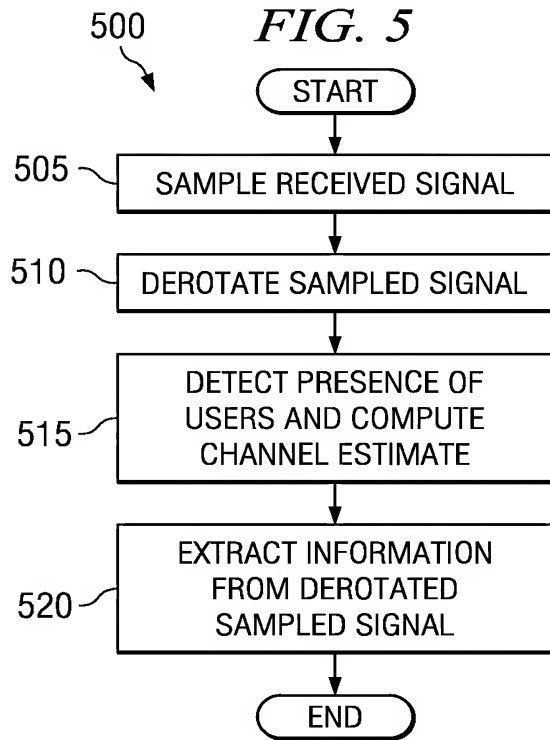 500
FIG. 5
START
505
SAMPLE RECEIVED SIGNAL
510
DEROTATE SAMPLED SIGNAL
515
DETECT PRESENCE OF
USERS AND COMPUTE
CHANNEL ESTIMATE
520
EXTRACT INFORMATION
FROM DEROTATED
SAMPLED SIGNAL
END